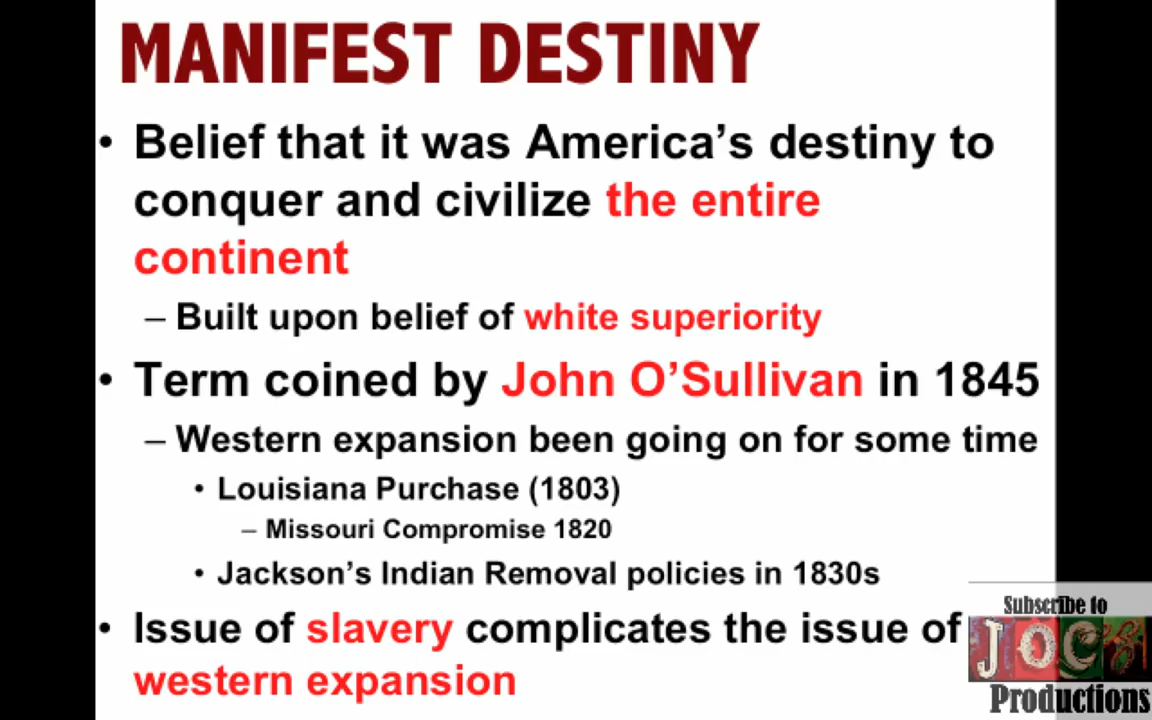 MANIFEST DESTINY
• Belief that it was America's destiny to
conquer and civilize the entire
continent
– Built upon belief of white superiority
• Term coined by John O'Sullivan in 1845
– Western expansion been going on for some time
• Louisiana Purchase (1803)
– Missouri Compromise 1820
• Jackson's Indian Removal policies in 1830s
• Issue of slavery complicates the issue of
western expansion
Subscribe to
JOCZ
Productions